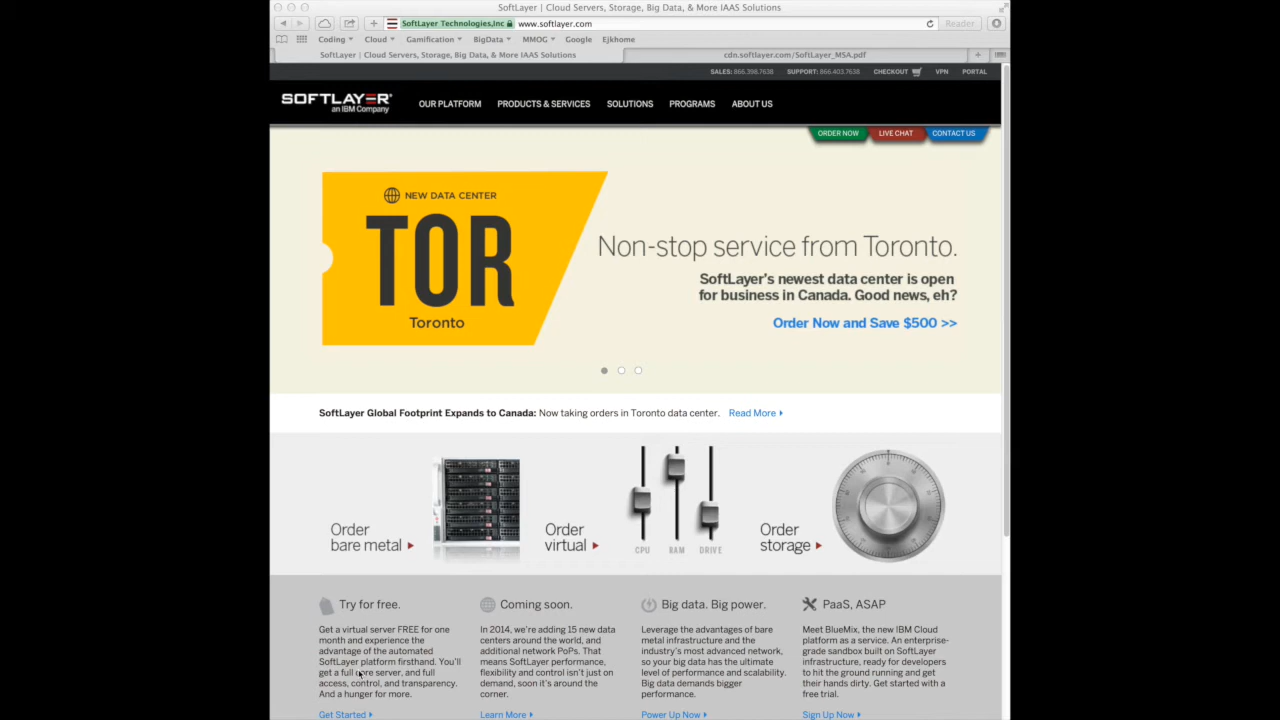 SoftLayer | Cloud Servers, Storage, Big Data, & More IAAS Solutions
SoftLayer Technologies,Inc www.softlayer.com Reader
Coding Cloud Gamification BigData MMOG Google Ejkhome
SoftLayer | Cloud Servers, Storage, Big Data, & More IAAS Solutions
cdn.softlayer.com/SoftLayer_MSA.pdf
SALES: 866.398.7638 SUPPORT: 866.403.7638 CHECKOUT VPN PORTAL
SOFTLAYER®
an IBM Company
OUR PLATFORM PRODUCTS & SERVICES SOLUTIONS PROGRAMS ABOUT US
ORDER NOW LIVE CHAT CONTACT US
NEW DATA CENTER
TOR
Toronto
Non-stop service from Toronto.
SoftLayer's newest data center is open
for business in Canada. Good news, eh?
Order Now and Save $500 >>
SoftLayer Global Footprint Expands to Canada: Now taking orders in Toronto data center. Read More
Order
bare metal
Order
virtual
CPU RAM DRIVE
Order
storage
Try for free.
Get a virtual server FREE for one
month and experience the
advantage of the automated
SoftLayer platform firsthand. You'll
get a full core server, and full
access, control, and transparency.
And a hunger for more.
Get Started
Coming soon.
In 2014, we're adding 15 new data
centers around the world, and
additional network PoPs. That
means SoftLayer performance,
flexibility and control isn't just on
demand, soon it's around the
corner.
Learn More
Big data. Big power.
Leverage the advantages of bare
metal infrastructure and the
industry's most advanced network,
so your big data has the ultimate
level of performance and scalability.
Big data demands bigger
performance.
Power Up Now
PaaS, ASAP
Meet BlueMix, the new IBM Cloud
platform as a service. An enterprise-
grade sandbox built on SoftLayer
infrastructure, ready for developers
to hit the ground running and get
their hands dirty. Get started with a
free trial.
Sign Up Now